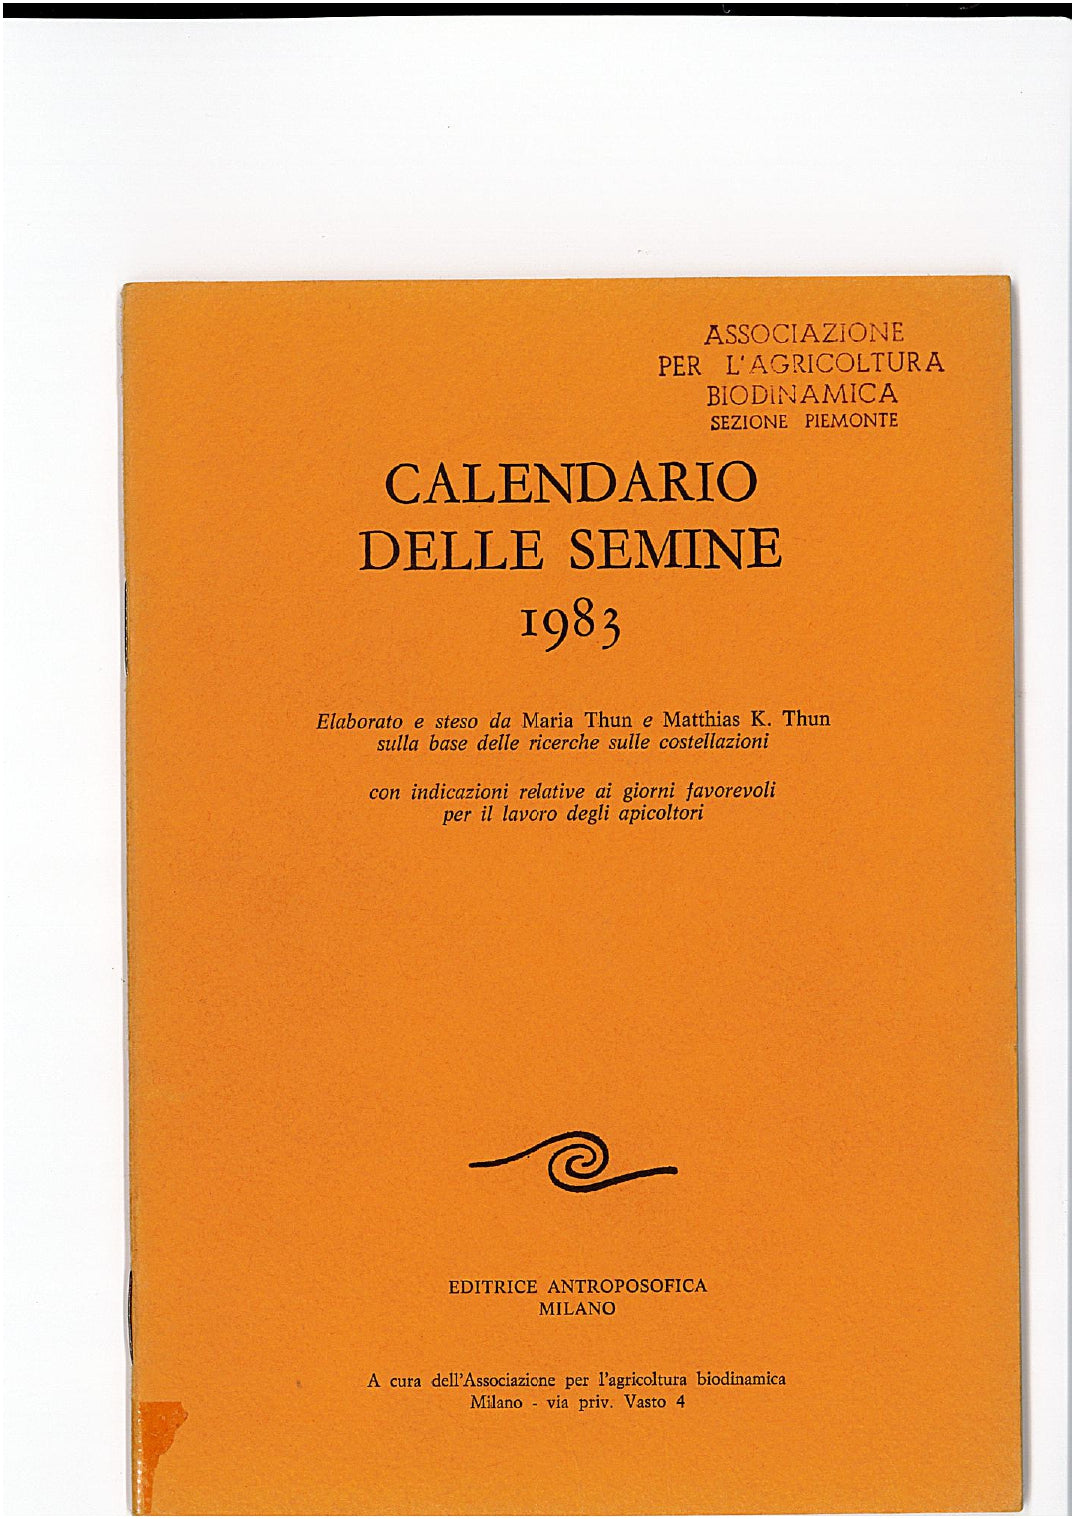 ASSOCIAZIONE
PER L'AGRICOLTURA
BIODINAMICA
SEZIONE PIEMONTE
CALENDARIO
DELLE SEMINE
1983
Elaborato e steso da Maria Thun e Matthias K. Thun
sulla base delle ricerche sulle costellazioni
con indicazioni relative ai giorni favorevoli
per il lavoro degli apicoltori
EDITRICE ANTROPOSOFICA
MILANO
A cura dell'Associazione per l'agricoltura biodinamica
Milano - via priv. Vasto 4